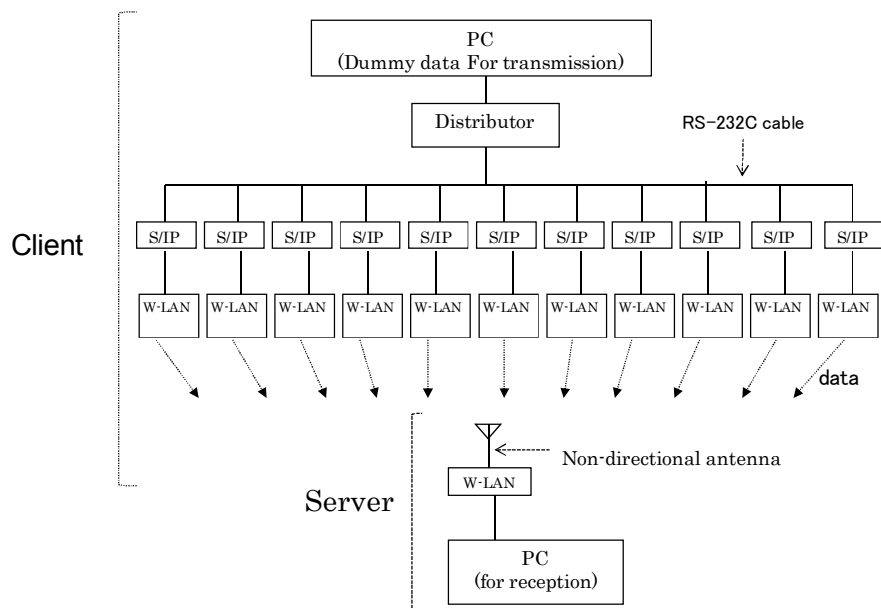 PC
(Dummy data For transmission)
Distributor
RS-232C cable
S/IP S/IP S/IP S/IP S/IP S/IP S/IP S/IP S/IP S/IP S/IP
Client
W-LAN W-LAN W-LAN W-LAN W-LAN W-LAN W-LAN W-LAN W-LAN W-LAN W-LAN
data
Non-directional antenna
W-LAN
Server
PC
(for reception)